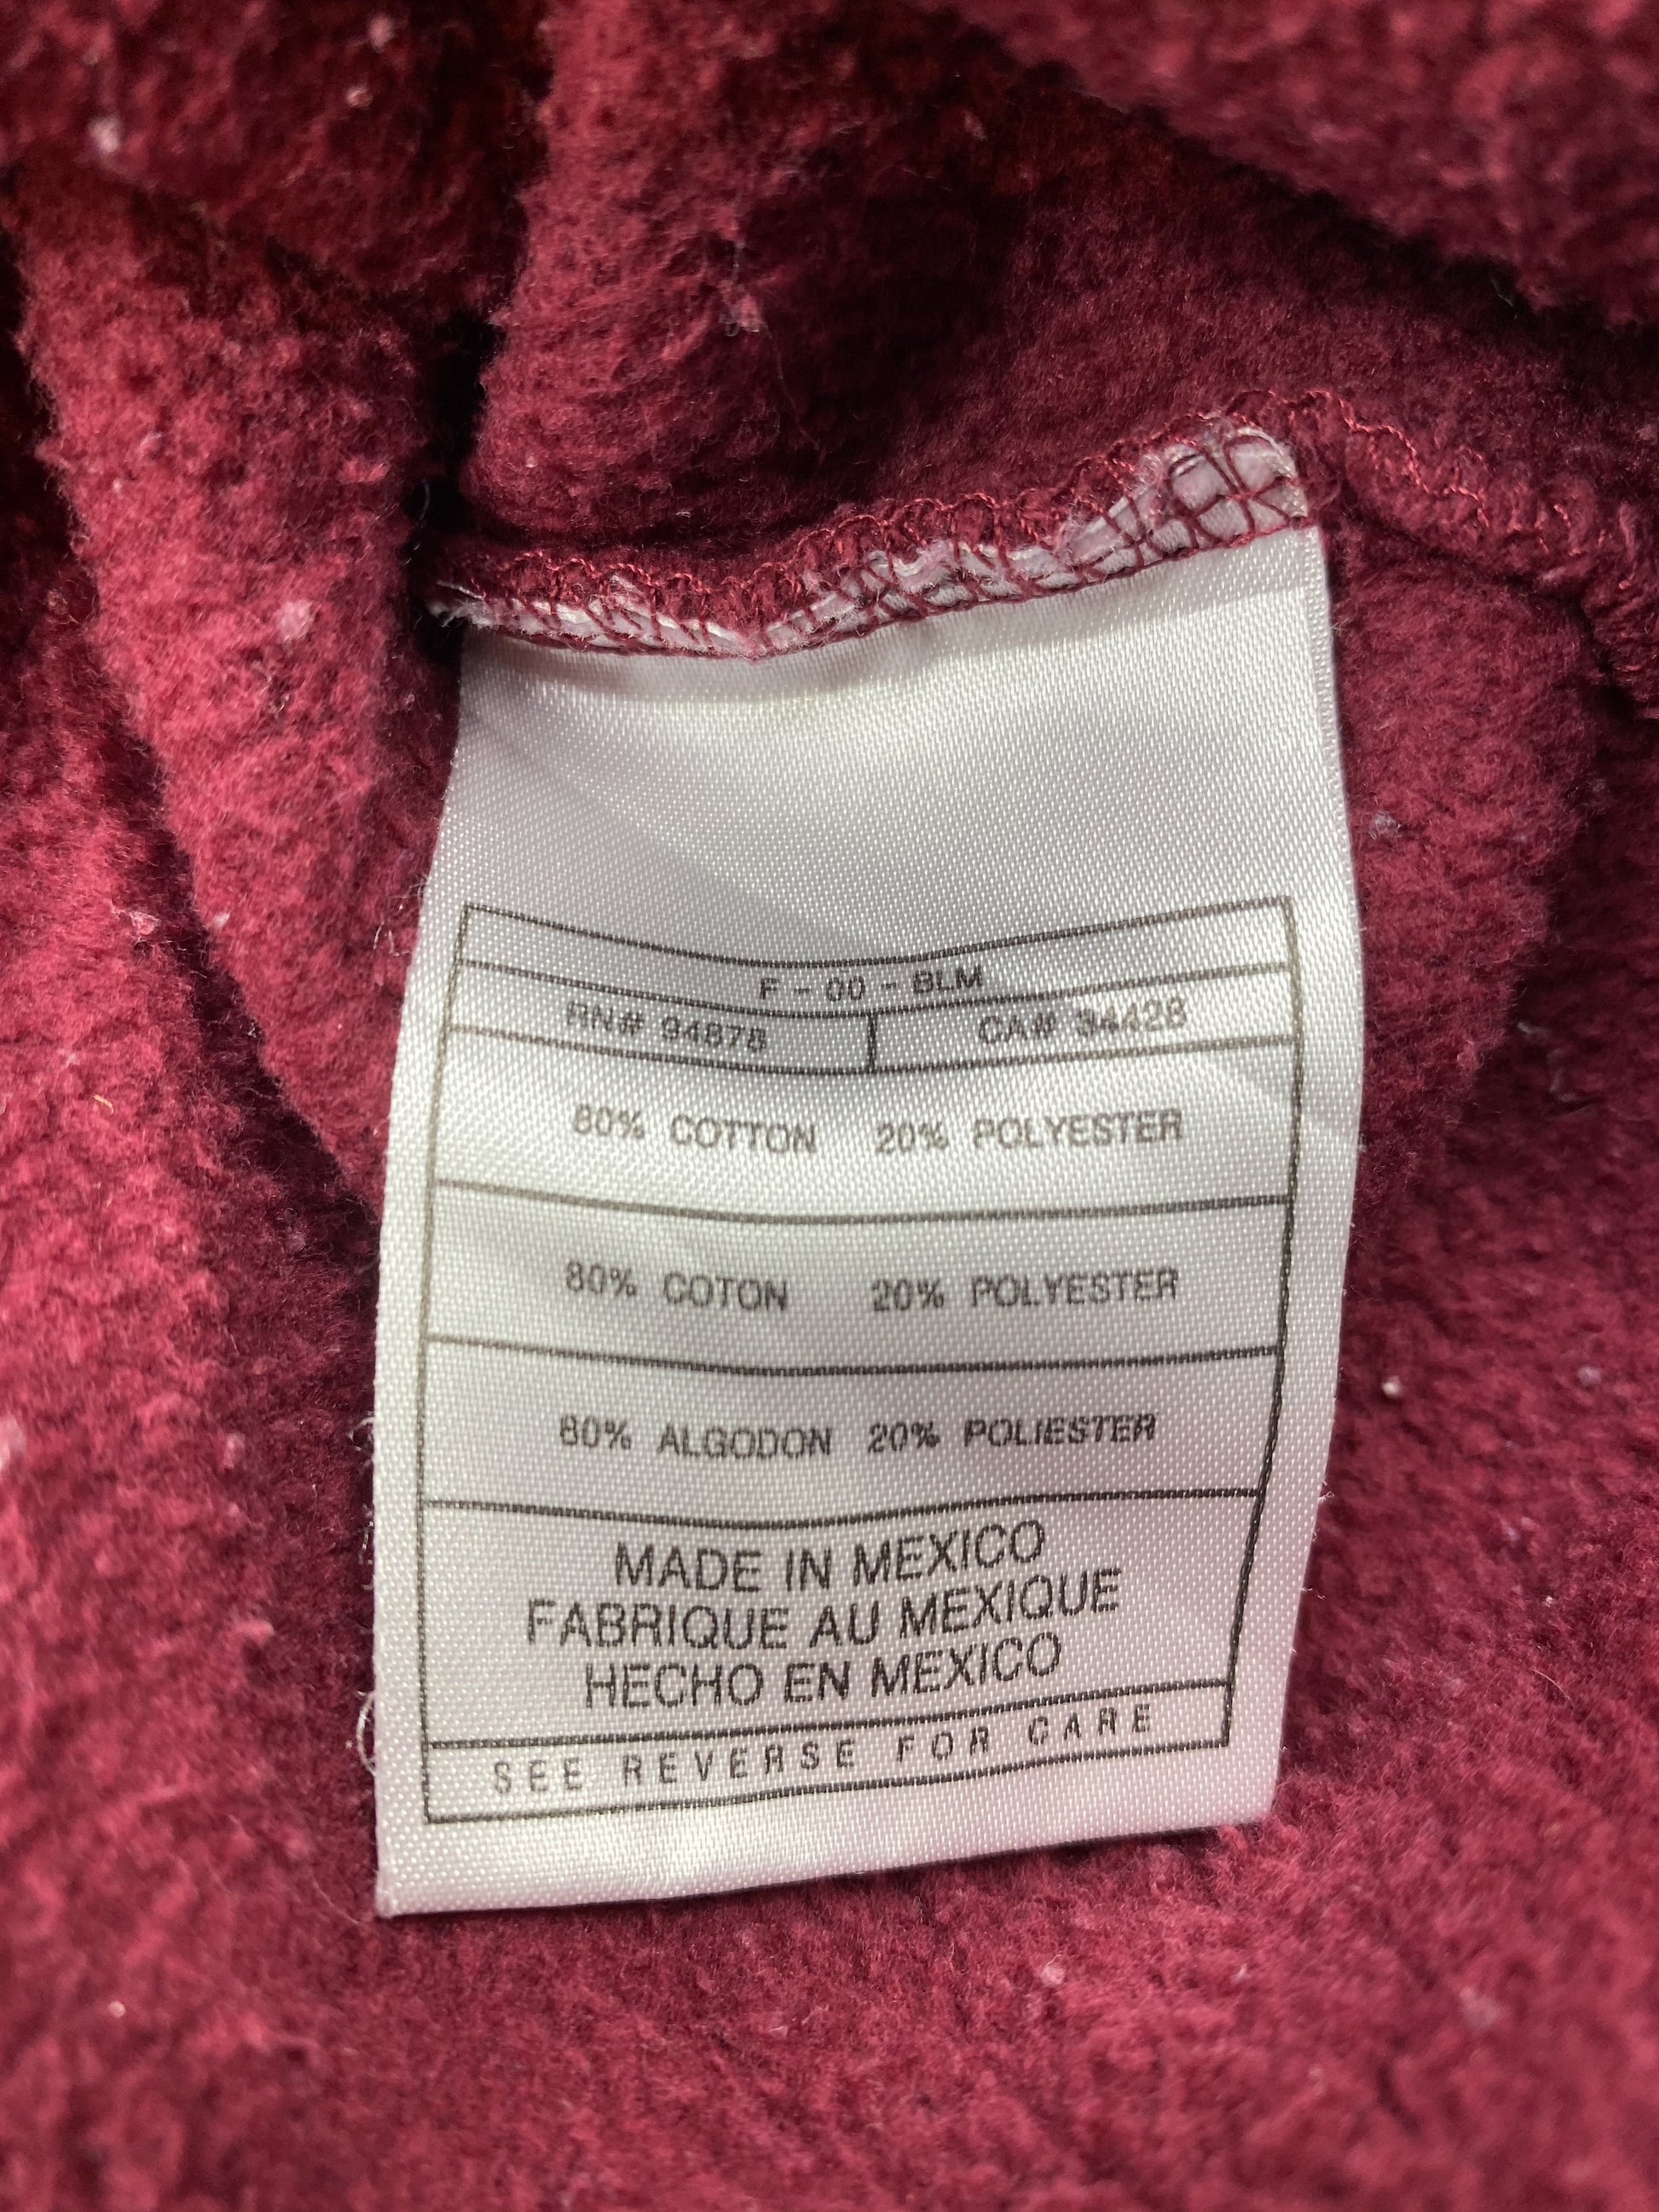 F - 00 - BLM
RN# 94878 CA# 34428
80% COTTON 20% POLYESTER
80% COTON 20% POLYESTER
80% ALGODON 20% POLIESTER
MADE IN MEXICO
FABRIQUE AU MEXIQUE
HECHO EN MEXICO
SEE REVERSE FOR CARE